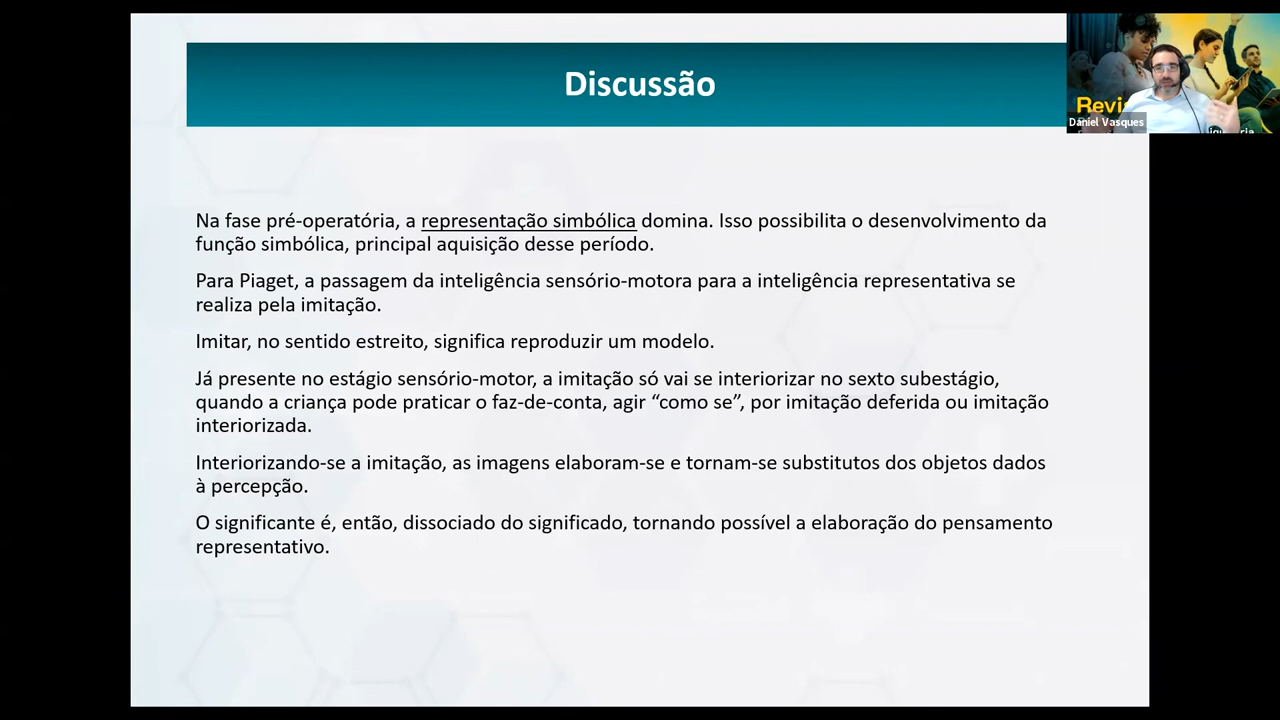 Discussão
Revi
Daniel Vasques
Na fase pré-operatória, a representação simbólica domina. Isso possibilita o desenvolvimento da
função simbólica, principal aquisição desse período.
Para Piaget, a passagem da inteligência sensório-motora para a inteligência representativa se
realiza pela imitação.
Imitar, no sentido estreito, significa reproduzir um modelo.
Já presente no estágio sensório-motor, a imitação só vai se interiorizar no sexto subestágio,
quando a criança pode praticar o faz-de-conta, agir “como se”, por imitação deferida ou imitação
interiorizada.
Interiorizando-se a imitação, as imagens elaboram-se e tornam-se substitutos dos objetos dados
à percepção.
O significante é, então, dissociado do significado, tornando possível a elaboração do pensamento
representativo.